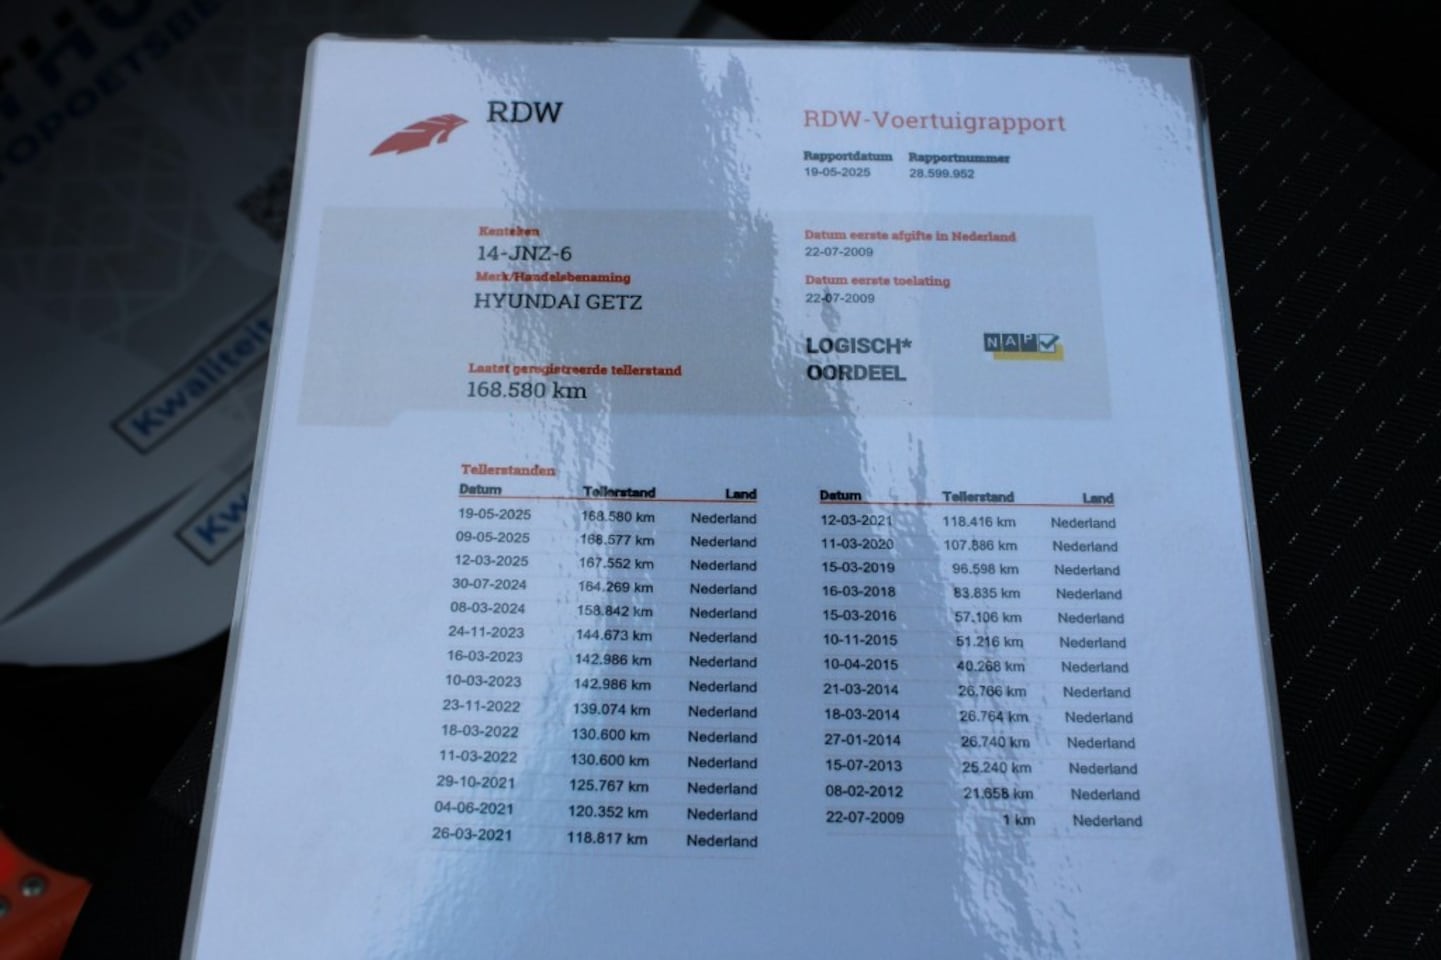 TOPOETSBE
Kwaliteit
Kw
RDW
RDW-Voertuigrapport
Rapportdatum Rapportnummer
19-05-2025 28.599.952
Kenteken
14-JNZ-6
Merk/Handelsbenaming
HYUNDAI GETZ
Datum eerste afgifte in Nederland
22-07-2009
Datum eerste toelating
22-07-2009
Laatst geregistreerde tellerstand
168.580 km
LOGISCH*
OORDEEL
NAP
Tellerstanden
Datum Tellerstand Land
19-05-2025 168.580 km Nederland
09-05-2025 168.577 km Nederland
12-03-2025 167.552 km Nederland
30-07-2024 164.269 km Nederland
08-03-2024 158.842 km Nederland
24-11-2023 144.673 km Nederland
16-03-2023 142.986 km Nederland
10-03-2023 142.986 km Nederland
23-11-2022 139.074 km Nederland
18-03-2022 130.600 km Nederland
11-03-2022 130.600 km Nederland
29-10-2021 125.767 km Nederland
04-06-2021 120.352 km Nederland
26-03-2021 118.817 km Nederland
Datum Tellerstand Land
12-03-2021 118.416 km Nederland
11-03-2020 107.886 km Nederland
15-03-2019 96.598 km Nederland
16-03-2018 83.835 km Nederland
15-03-2016 57.106 km Nederland
10-11-2015 51.216 km Nederland
10-04-2015 40.268 km Nederland
21-03-2014 26.766 km Nederland
18-03-2014 26.764 km Nederland
27-01-2014 26.740 km Nederland
15-07-2013 25.240 km Nederland
08-02-2012 21.658 km Nederland
22-07-2009 1 km Nederland